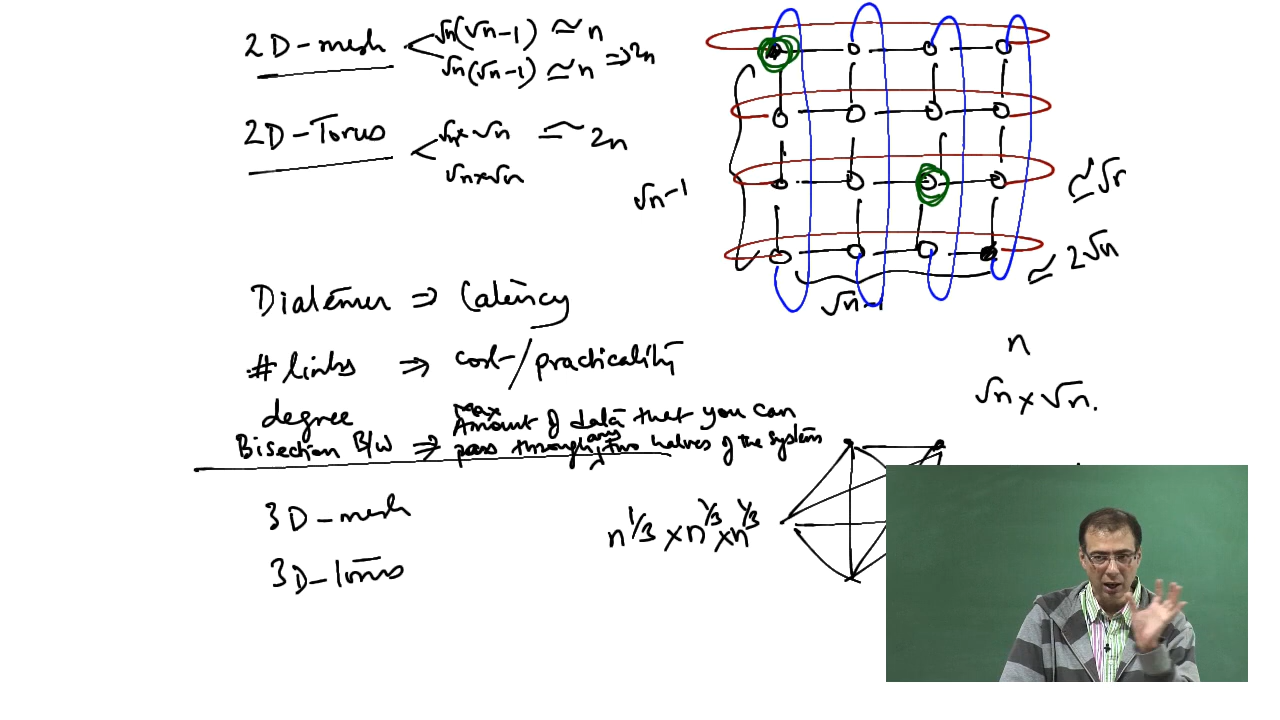 2D-mesh √n(√n-1) ≃ n
√n(√n-1) ≃ n ⇒ 2n
2D-Torus √n×√n ≃ 2n
√n×√n
√n-1
≃√n
≃ 2√n
√n-1
Diameter ⇒ Latency
# links ⇒ cost/practicality
n
√n × √n.
degree
Bisection B/W ⇒ Max Amount of data that you can
pass through any two halves of the system
3D-mesh
n^1/3 × n^1/3 × n^1/3
3D-torus